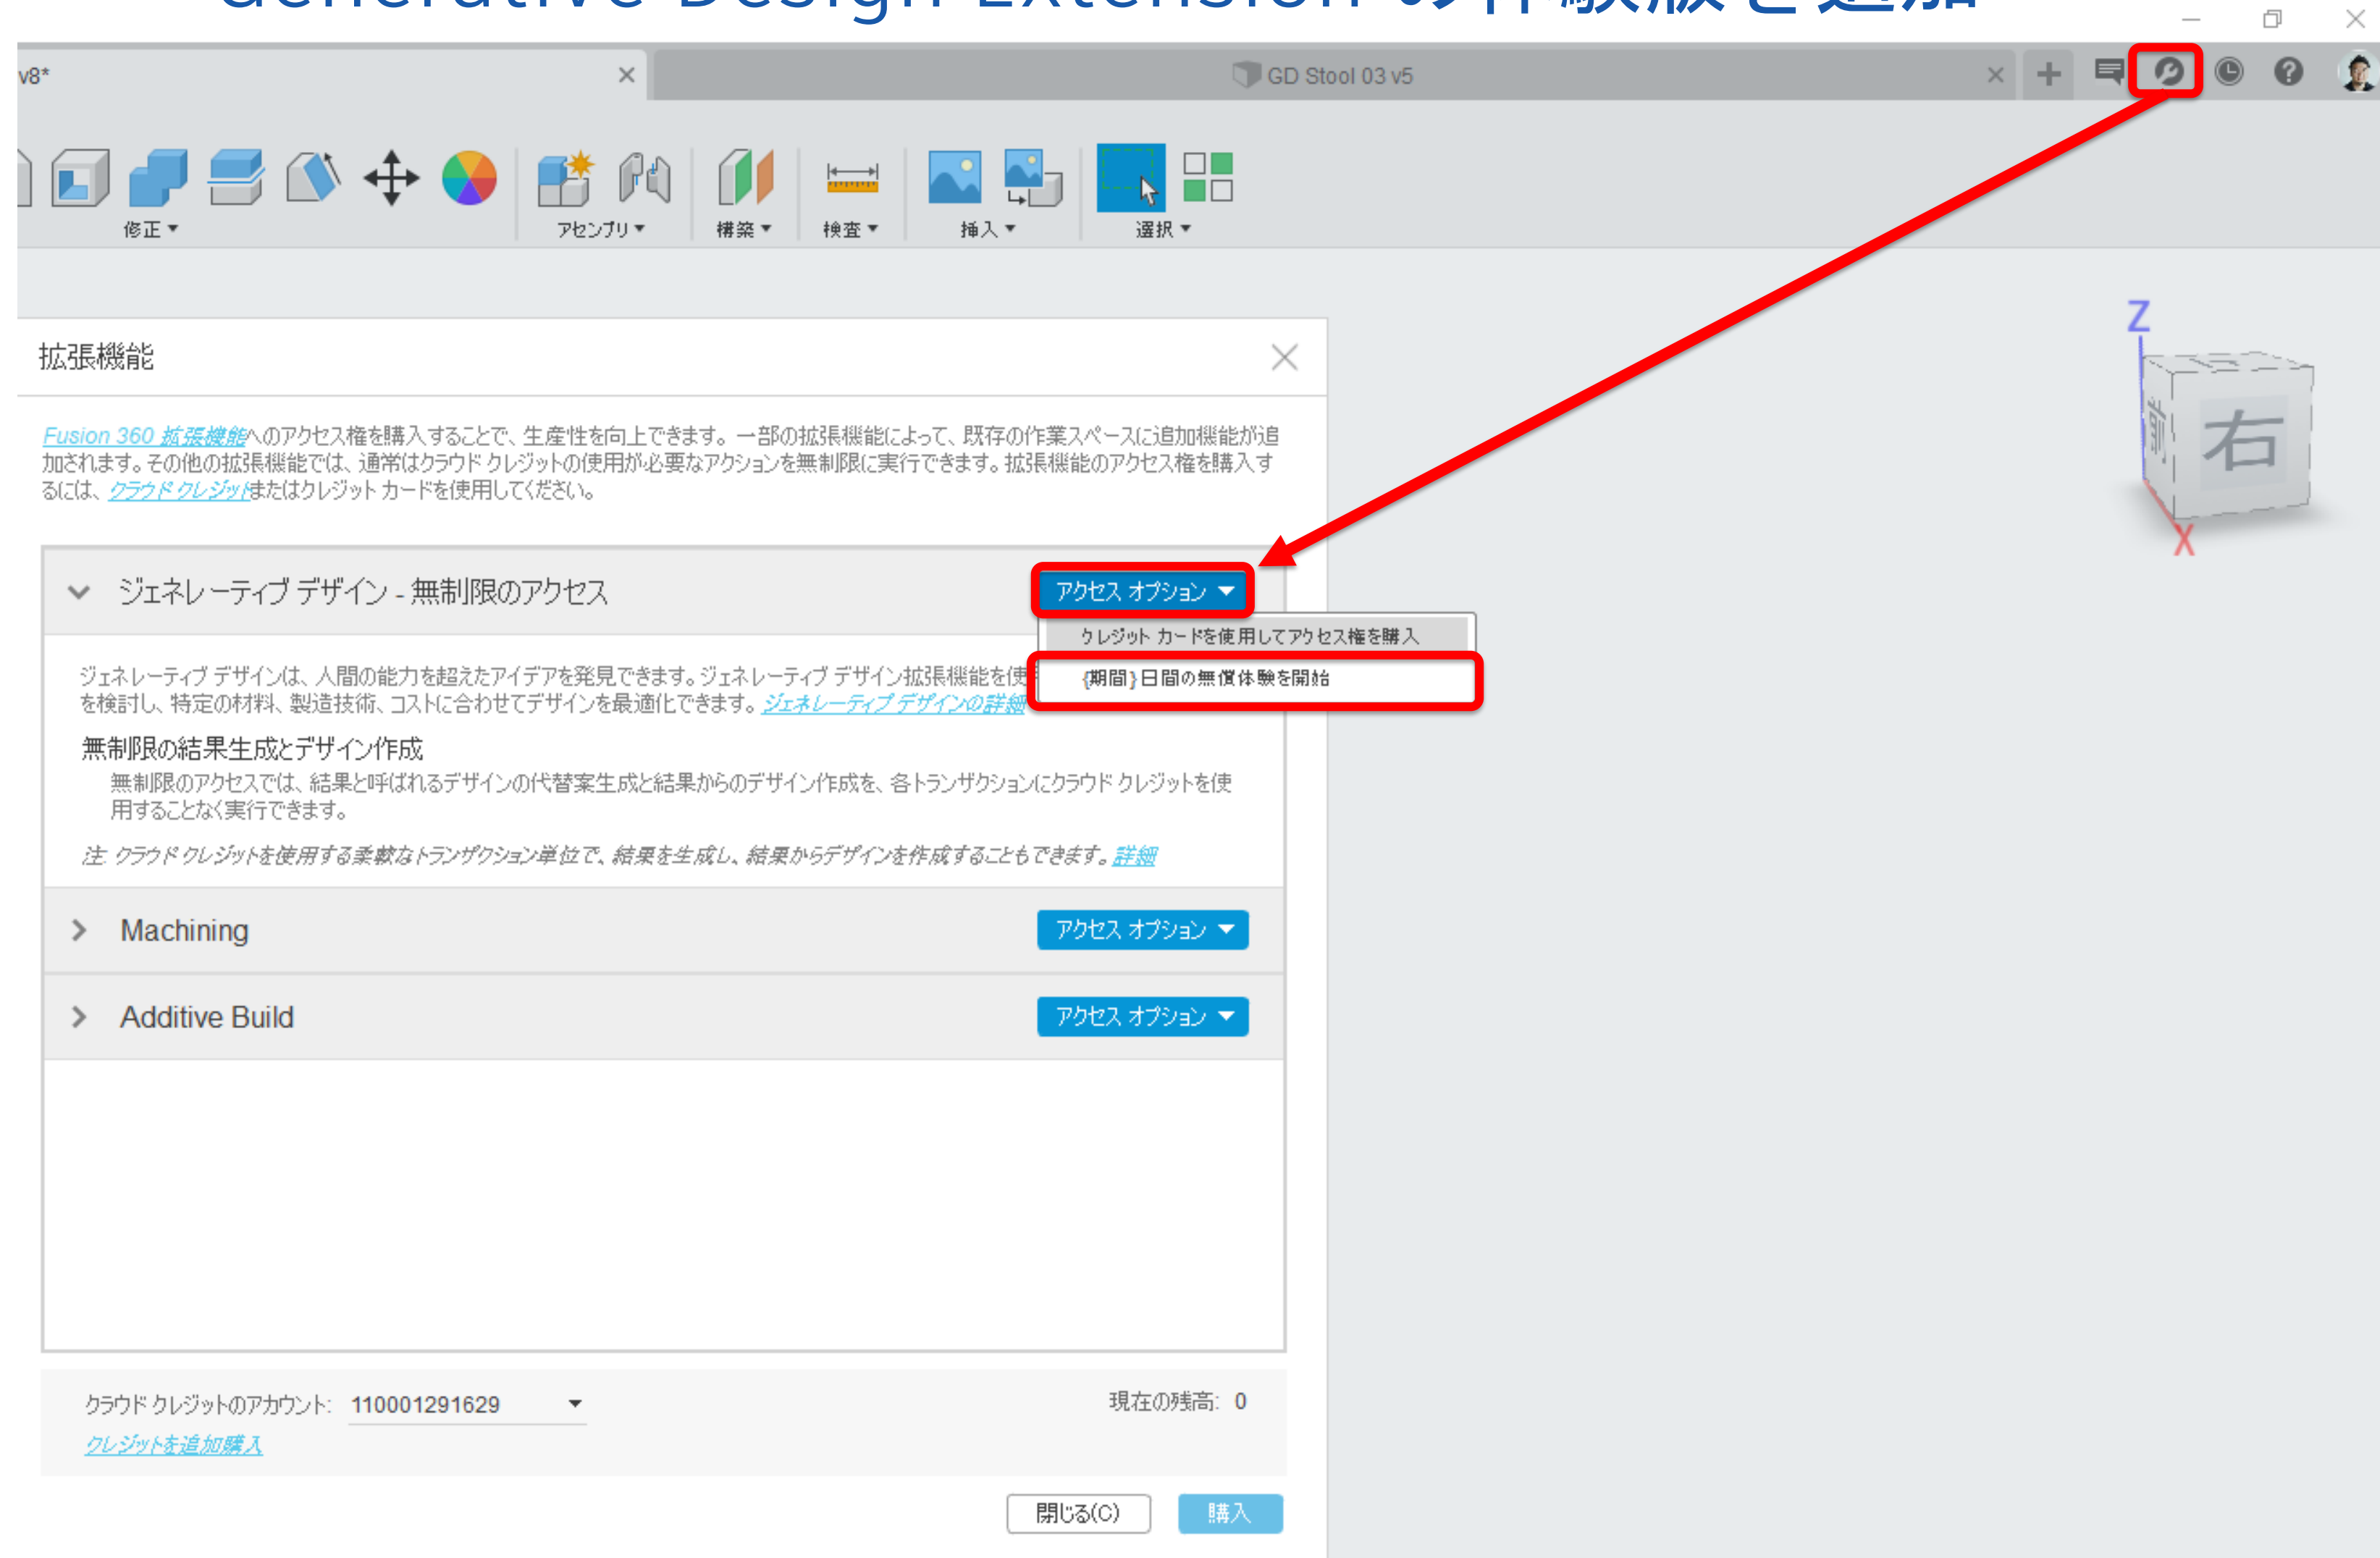 Generative Design Extension の体験版を追加
v8*
GD Stool 03 v5
修正
アセンブリ
構築
検査
挿入
選択
Z
右
X
拡張機能
Fusion 360 拡張機能へのアクセス権を購入することで、生産性を向上できます。一部の拡張機能によって、既存の作業スペースに追加機能が追
加されます。その他の拡張機能では、通常はクラウド クレジットの使用が必要なアクションを無制限に実行できます。拡張機能のアクセス権を購入す
るには、クラウド クレジットまたはクレジット カードを使用してください。
ジェネレーティブ デザイン - 無制限のアクセス
アクセス オプション
クレジット カードを使用してアクセス権を購入
{期間}日間の無償体験を開始
ジェネレーティブ デザインは、人間の能力を超えたアイデアを発見できます。ジェネレーティブ デザイン拡張機能を使
を検討し、特定の材料、製造技術、コストに合わせてデザインを最適化できます。ジェネレーティブ デザインの詳細
無制限の結果生成とデザイン作成
無制限のアクセスでは、結果と呼ばれるデザインの代替案生成と結果からのデザイン作成を、各トランザクションにクラウド クレジットを使
用することなく実行できます。
注: クラウド クレジットを使用する柔軟なトランザクション単位で、結果を生成し、結果からデザインを作成することもできます。詳細
Machining
アクセス オプション
Additive Build
アクセス オプション
クラウド クレジットのアカウント: 110001291629
現在の残高: 0
クレジットを追加購入
閉じる(C)
購入